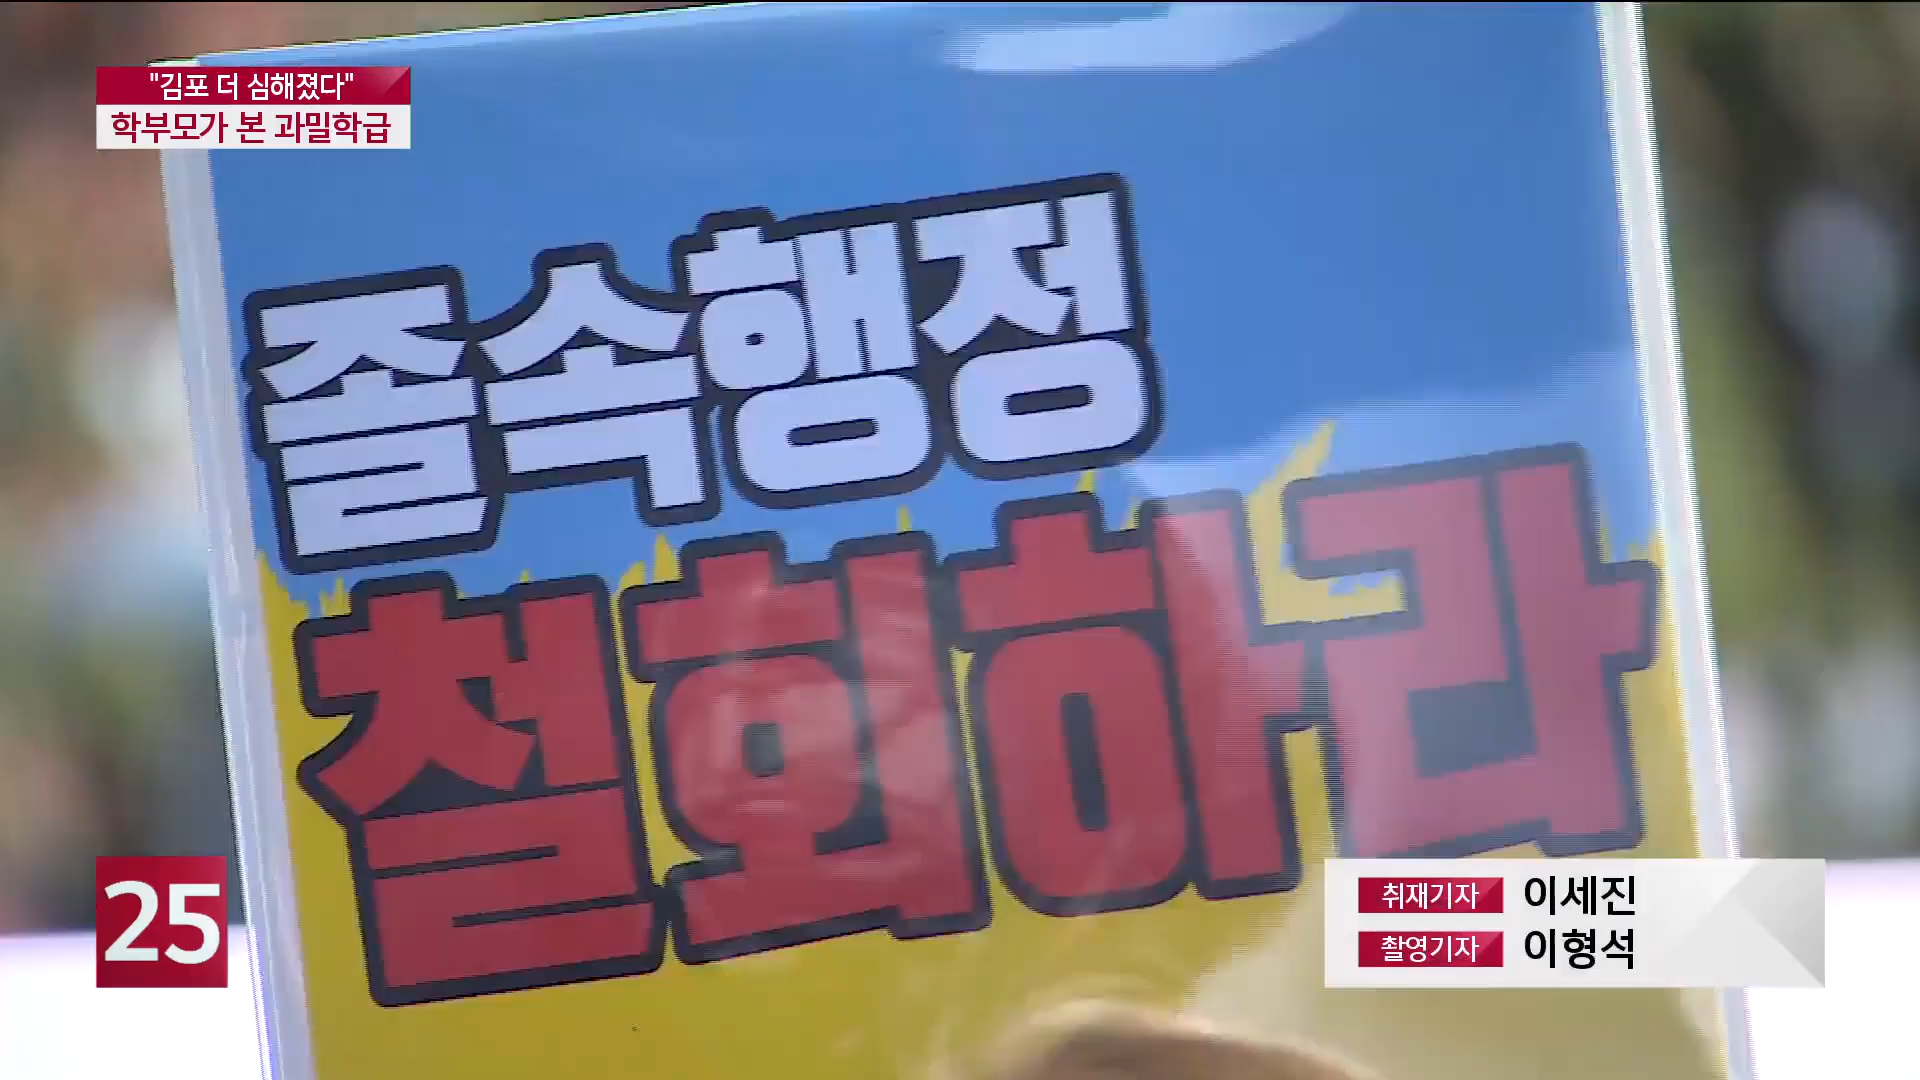 "김포 더 심해졌다"
학부모가 본 과밀학급
졸속행정
철회하라
25
취재기자 이세진
촬영기자 이형석